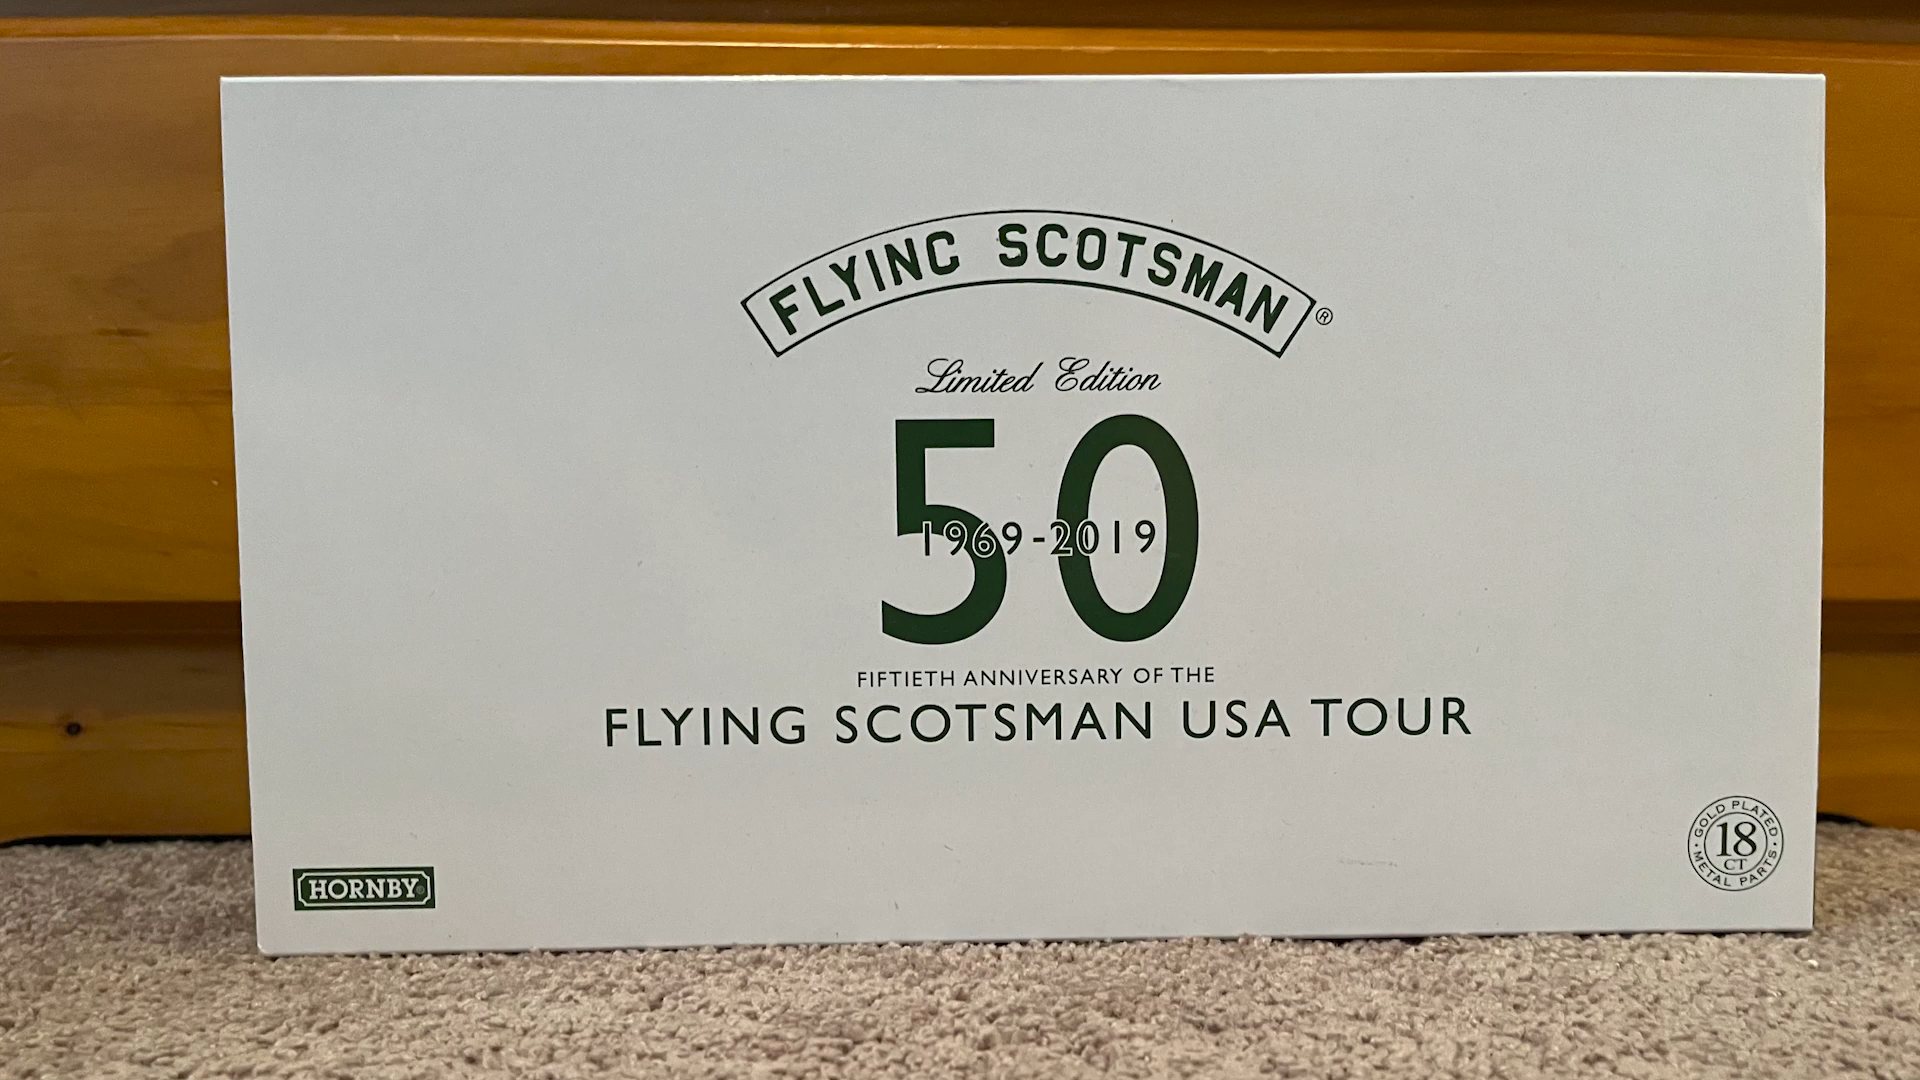 FLYING SCOTSMAN®
Limited Edition
50
1969-2019
FIFTIETH ANNIVERSARY OF THE
FLYING SCOTSMAN USA TOUR
HORNBY®
GOLD PLATED
18
CT
METAL PARTS